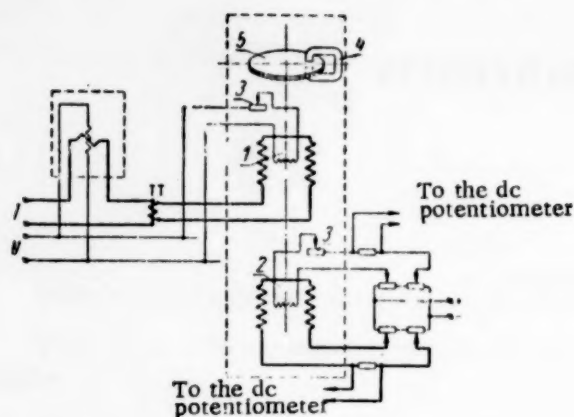 5
4
3
1
TT
I
V
To the dc
potentiometer
3
2
To the dc
potentiometer